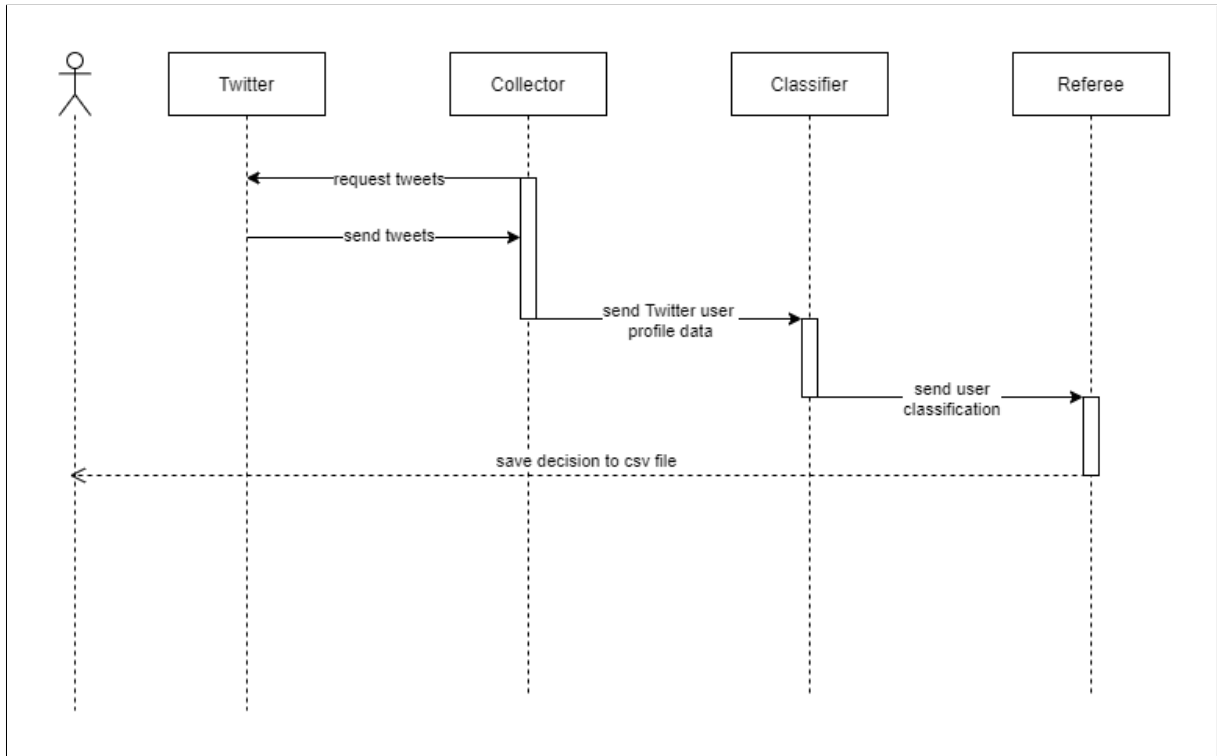 Twitter
Collector
Classifier
Referee
request tweets
send tweets
send Twitter user
profile data
send user
classification
save decision to csv file